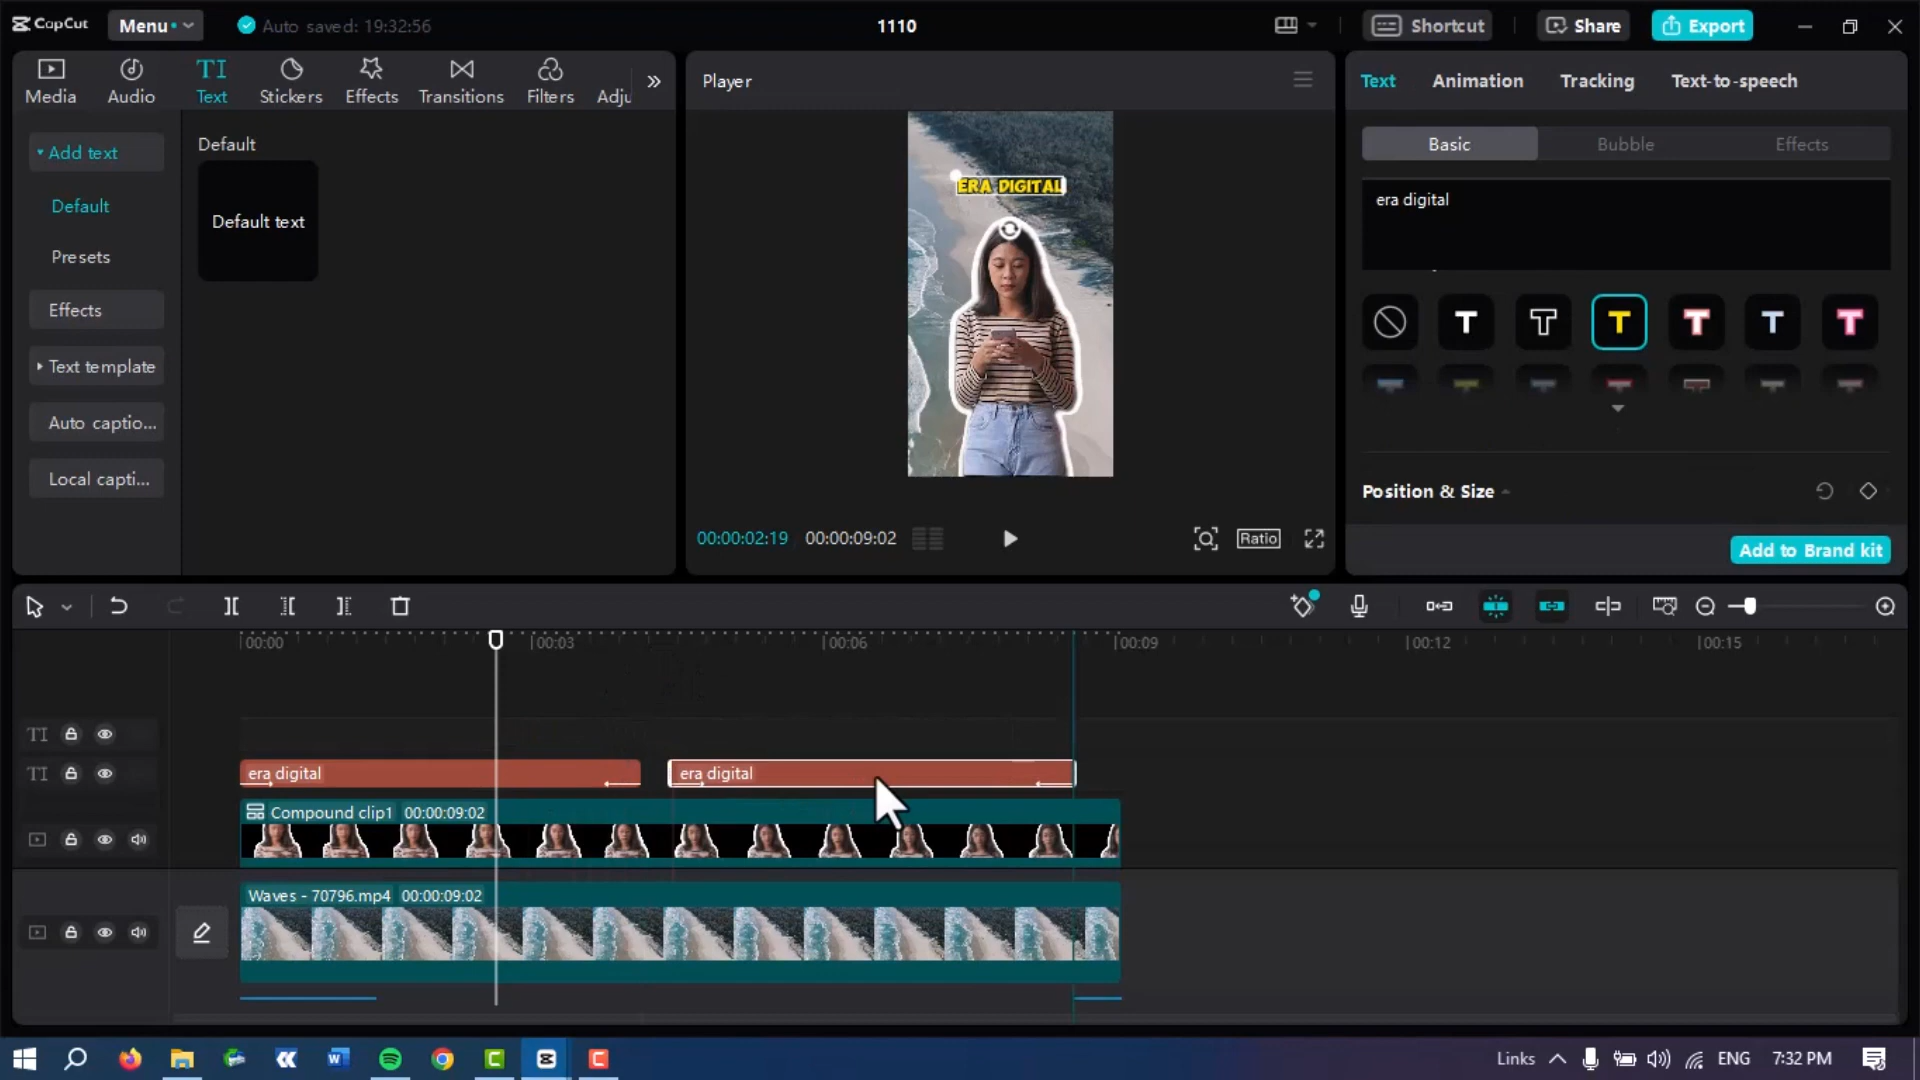 CapCut
Menu
Auto saved: 19:32:56
1110
Shortcut
Share
Export
Media
Audio
TI
Text
Stickers
Effects
Transitions
Filters
Adju
Add text
Default
Presets
Effects
Text template
Auto captio...
Local capti...
Default
Default text
Player
ERA DIGITAL
00:00:02:19
00:00:09:02
Ratio
Text
Animation
Tracking
Text-to-speech
Basic
Bubble
Effects
era digital
T
T
T
T
T
T
Position & Size
Add to Brand kit
00:00
00:03
00:06
00:09
00:12
00:15
TI
TI
era digital
era digital
Compound clip1 00:00:09:02
Waves - 70796.mp4 00:00:09:02
Links
ENG
7:32 PM